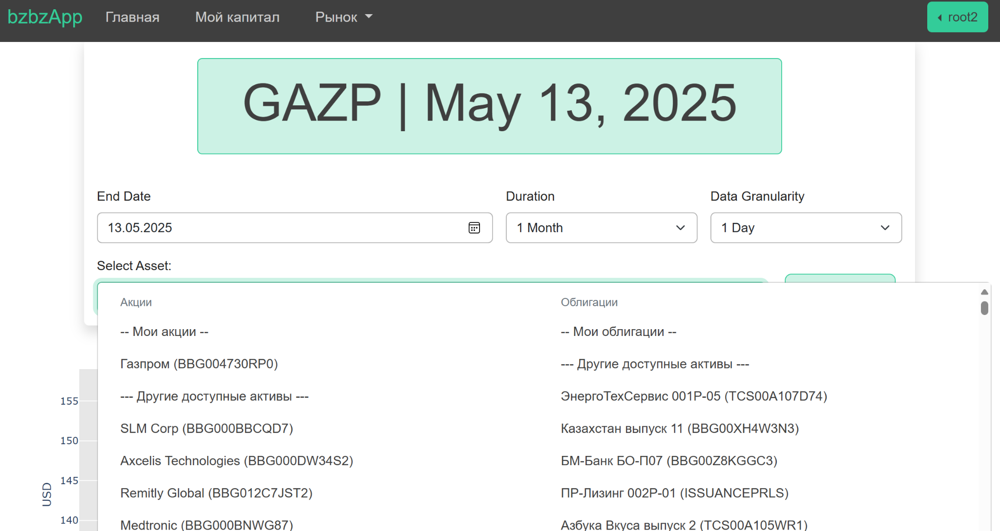 bzbzApp Главная Мой капитал Рынок root2
GAZP | May 13, 2025
End Date Duration Data Granularity
13.05.2025 1 Month 1 Day
Select Asset:
Акции
-- Мои акции --
Газпром (BBG004730RP0)
--- Другие доступные активы ---
SLM Corp (BBG000BBCQD7)
Axcelis Technologies (BBG000DW34S2)
Remitly Global (BBG012C7JST2)
Medtronic (BBG000BNWG87)
Облигации
-- Мои облигации --
--- Другие доступные активы ---
ЭнергоТехСервис 001P-05 (TCS00A107D74)
Казахстан выпуск 11 (BBG00XH4W3N3)
БМ-Банк БО-П07 (BBG00Z8KGGC3)
ПР-Лизинг 002P-01 (ISSUANCEPRLS)
Азбука Вкуса выпуск 2 (TCS00A105WR1)
155
150
145
140
USD